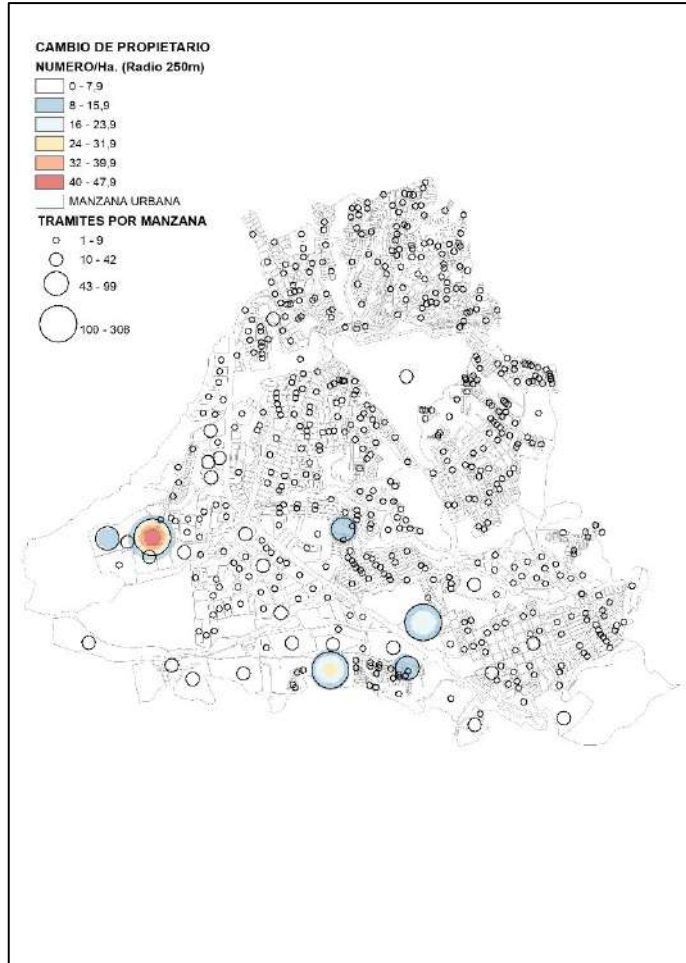 CAMBIO DE PROPIETARIO
NUMERO/Ha. (Radio 250m)
0 - 7,9
8 - 15,9
16 - 23,9
24 - 31,9
32 - 39,9
40 - 47,9
MANZANA URBANA
TRAMITES POR MANZANA
1 - 9
10 - 42
43 - 99
100 - 306